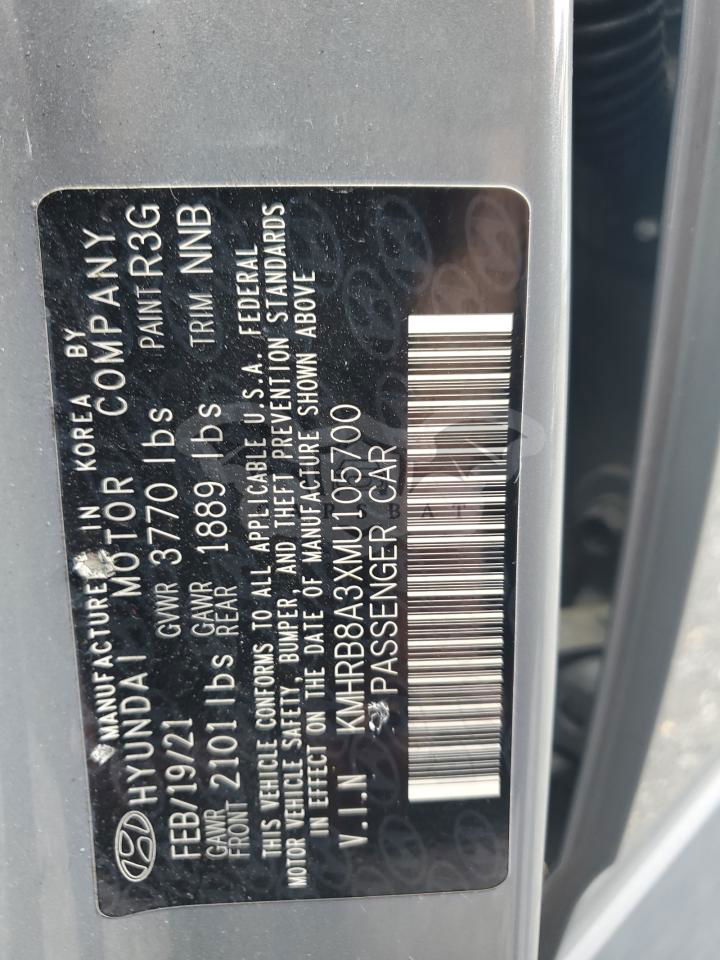 MANUFACTURED IN KOREA BY
HYUNDAI MOTOR COMPANY
FEB/19/21 GVWR 3770 lbs PAINT R3G
GAWR FRONT 2101 lbs GAWR REAR 1889 lbs TRIM NNB
THIS VEHICLE CONFORMS TO ALL APPLICABLE U.S.A. FEDERAL
MOTOR VEHICLE SAFETY, BUMPER, AND THEFT PREVENTION STANDARDS
IN EFFECT ON THE DATE OF MANUFACTURE SHOWN ABOVE
V.I.N KMHRB8A3XMU105700
PASSENGER CAR